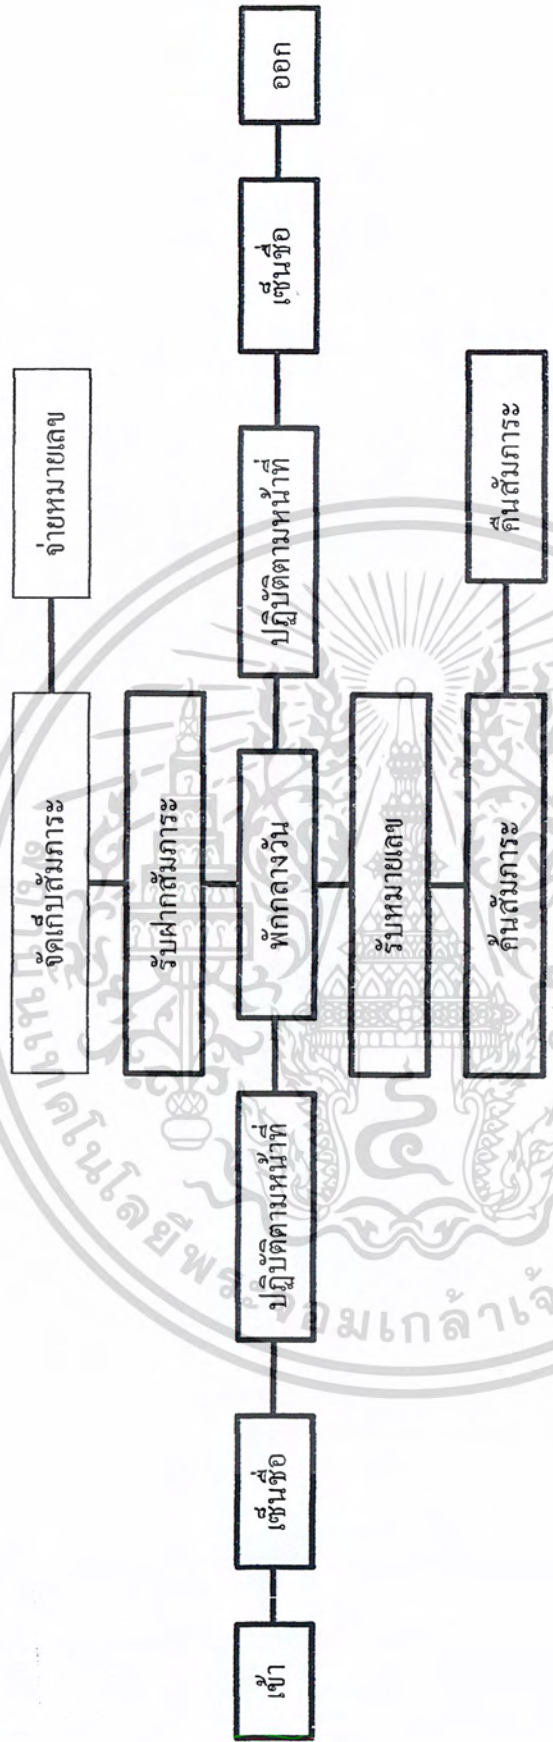 จัดเก็บสัมภาระ
จ่ายหมายเลข
รับฝากสัมภาระ
เข้า
เซ็นชื่อ
ปฏิบัติตามหน้าที่
พักกลางวัน
ปฏิบัติตามหน้าที่
เซ็นชื่อ
ออก
รับหมายเลข
ค้นสัมภาระ
คืนสัมภาระ